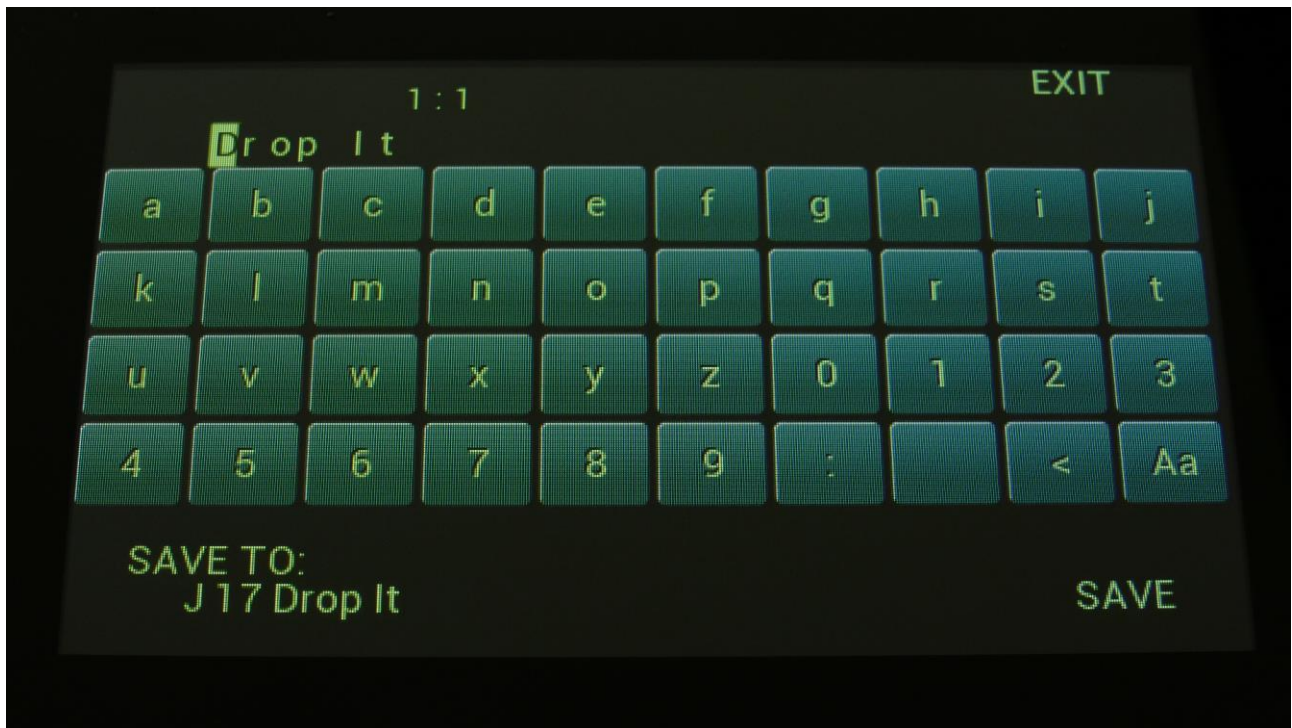 EXIT
1:1
Drop It
a b c d e f g h i j
k l m n o p q r s t
u v w x y z 0 1 2 3
4 5 6 7 8 9 : < Aa
SAVE TO:
J 17 Drop It
SAVE